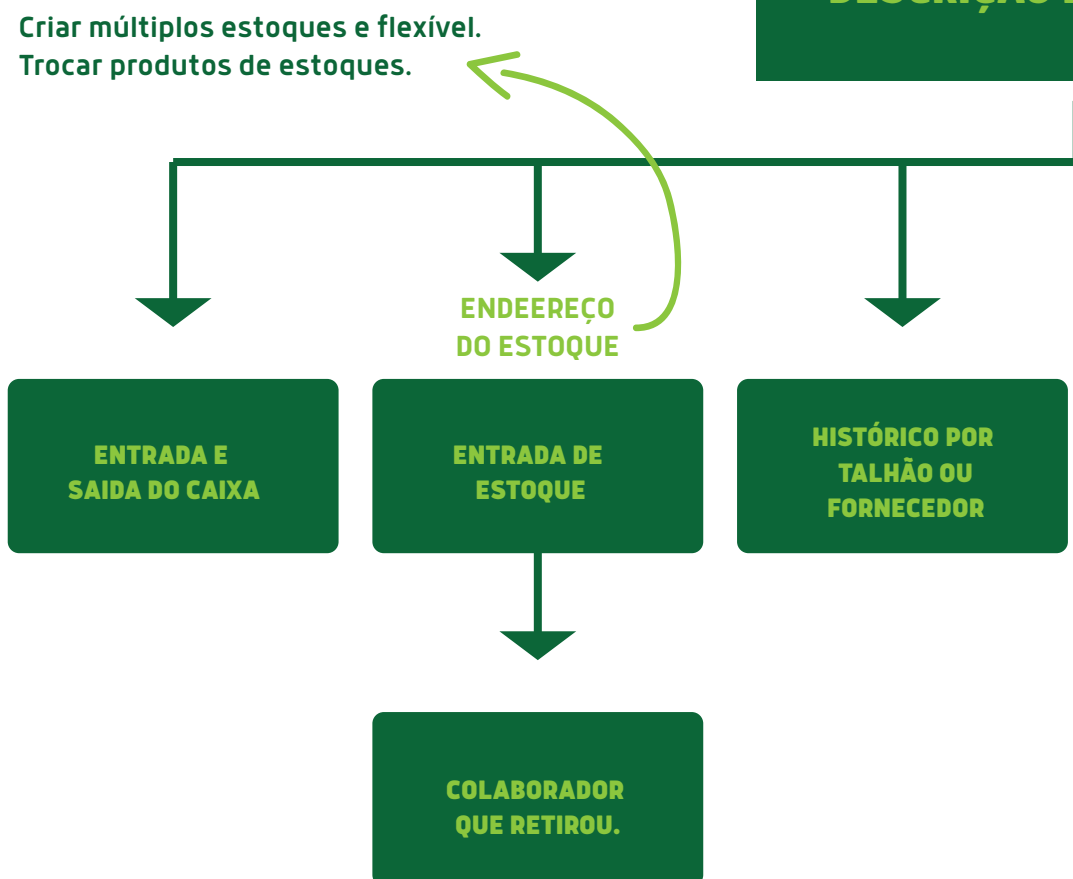 Criar múltiplos estoques e flexível.
Trocar produtos de estoques.
ENDEEREÇO
DO ESTOQUE
ENTRADA E
SAIDA DO CAIXA
ENTRADA DE
ESTOQUE
HISTÓRICO POR
TALHÃO OU
FORNECEDOR
COLABORADOR
QUE RETIROU.